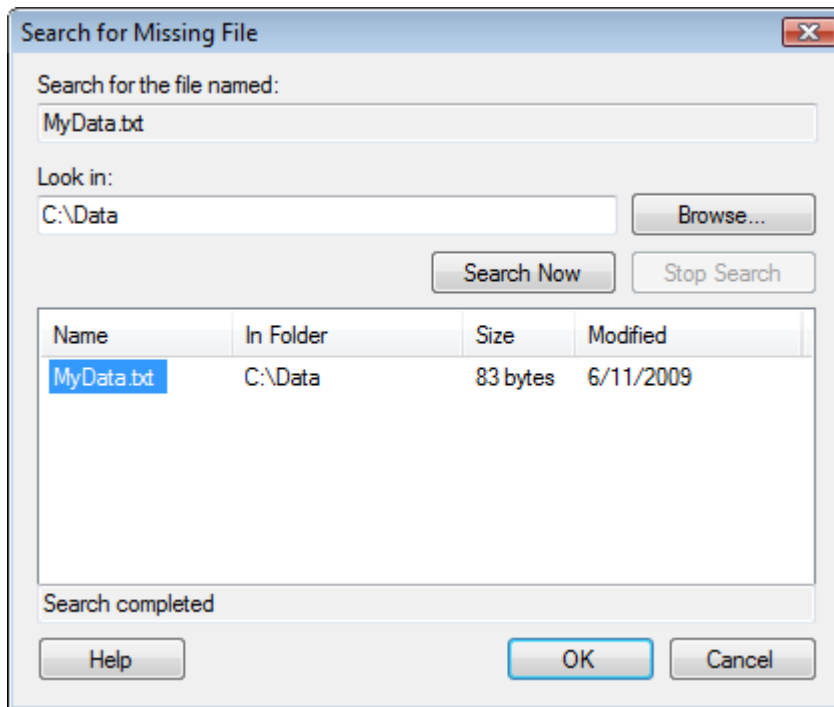 Search for Missing File
Search for the file named:
MyData.txt
Look in:
C:\Data
Browse...
Search Now Stop Search
Name In Folder Size Modified
MyData.txt C:\Data 83 bytes 6/11/2009
Search completed
Help OK Cancel